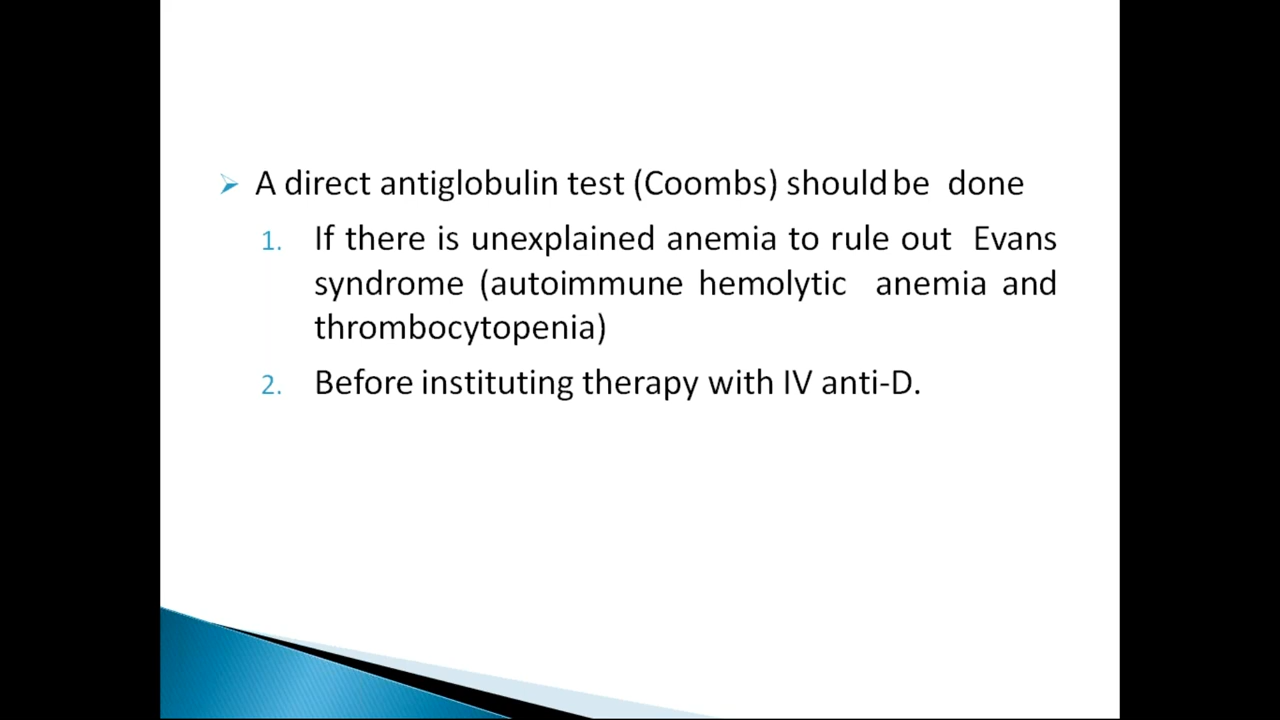 A direct antiglobulin test (Coombs) should be done
1. If there is unexplained anemia to rule out Evans
syndrome (autoimmune hemolytic anemia and
thrombocytopenia)
2. Before instituting therapy with IV anti-D.